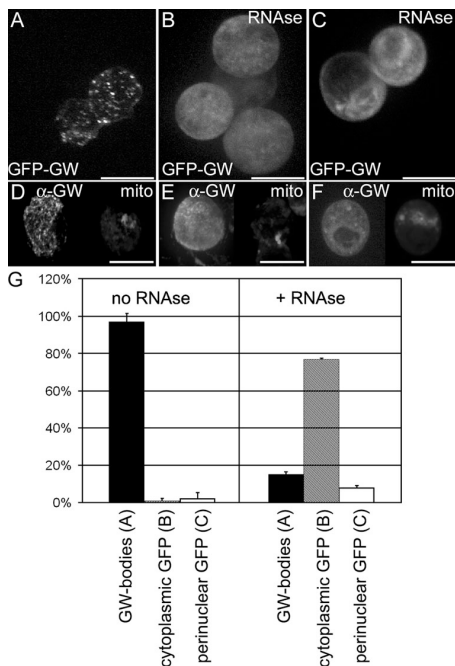 A
B
RNAse
C
RNAse
GFP-GW
GFP-GW
GFP-GW
D
α-GW
mito
E
α-GW
mito
F
α-GW
mito
G
no RNAse
+ RNAse
100%
80%
60%
40%
20%
0%
GW-bodies (A)
cytoplasmic GFP (B)
perinuclear GFP (C)
GW-bodies (A)
cytoplasmic GFP (B)
perinuclear GFP (C)